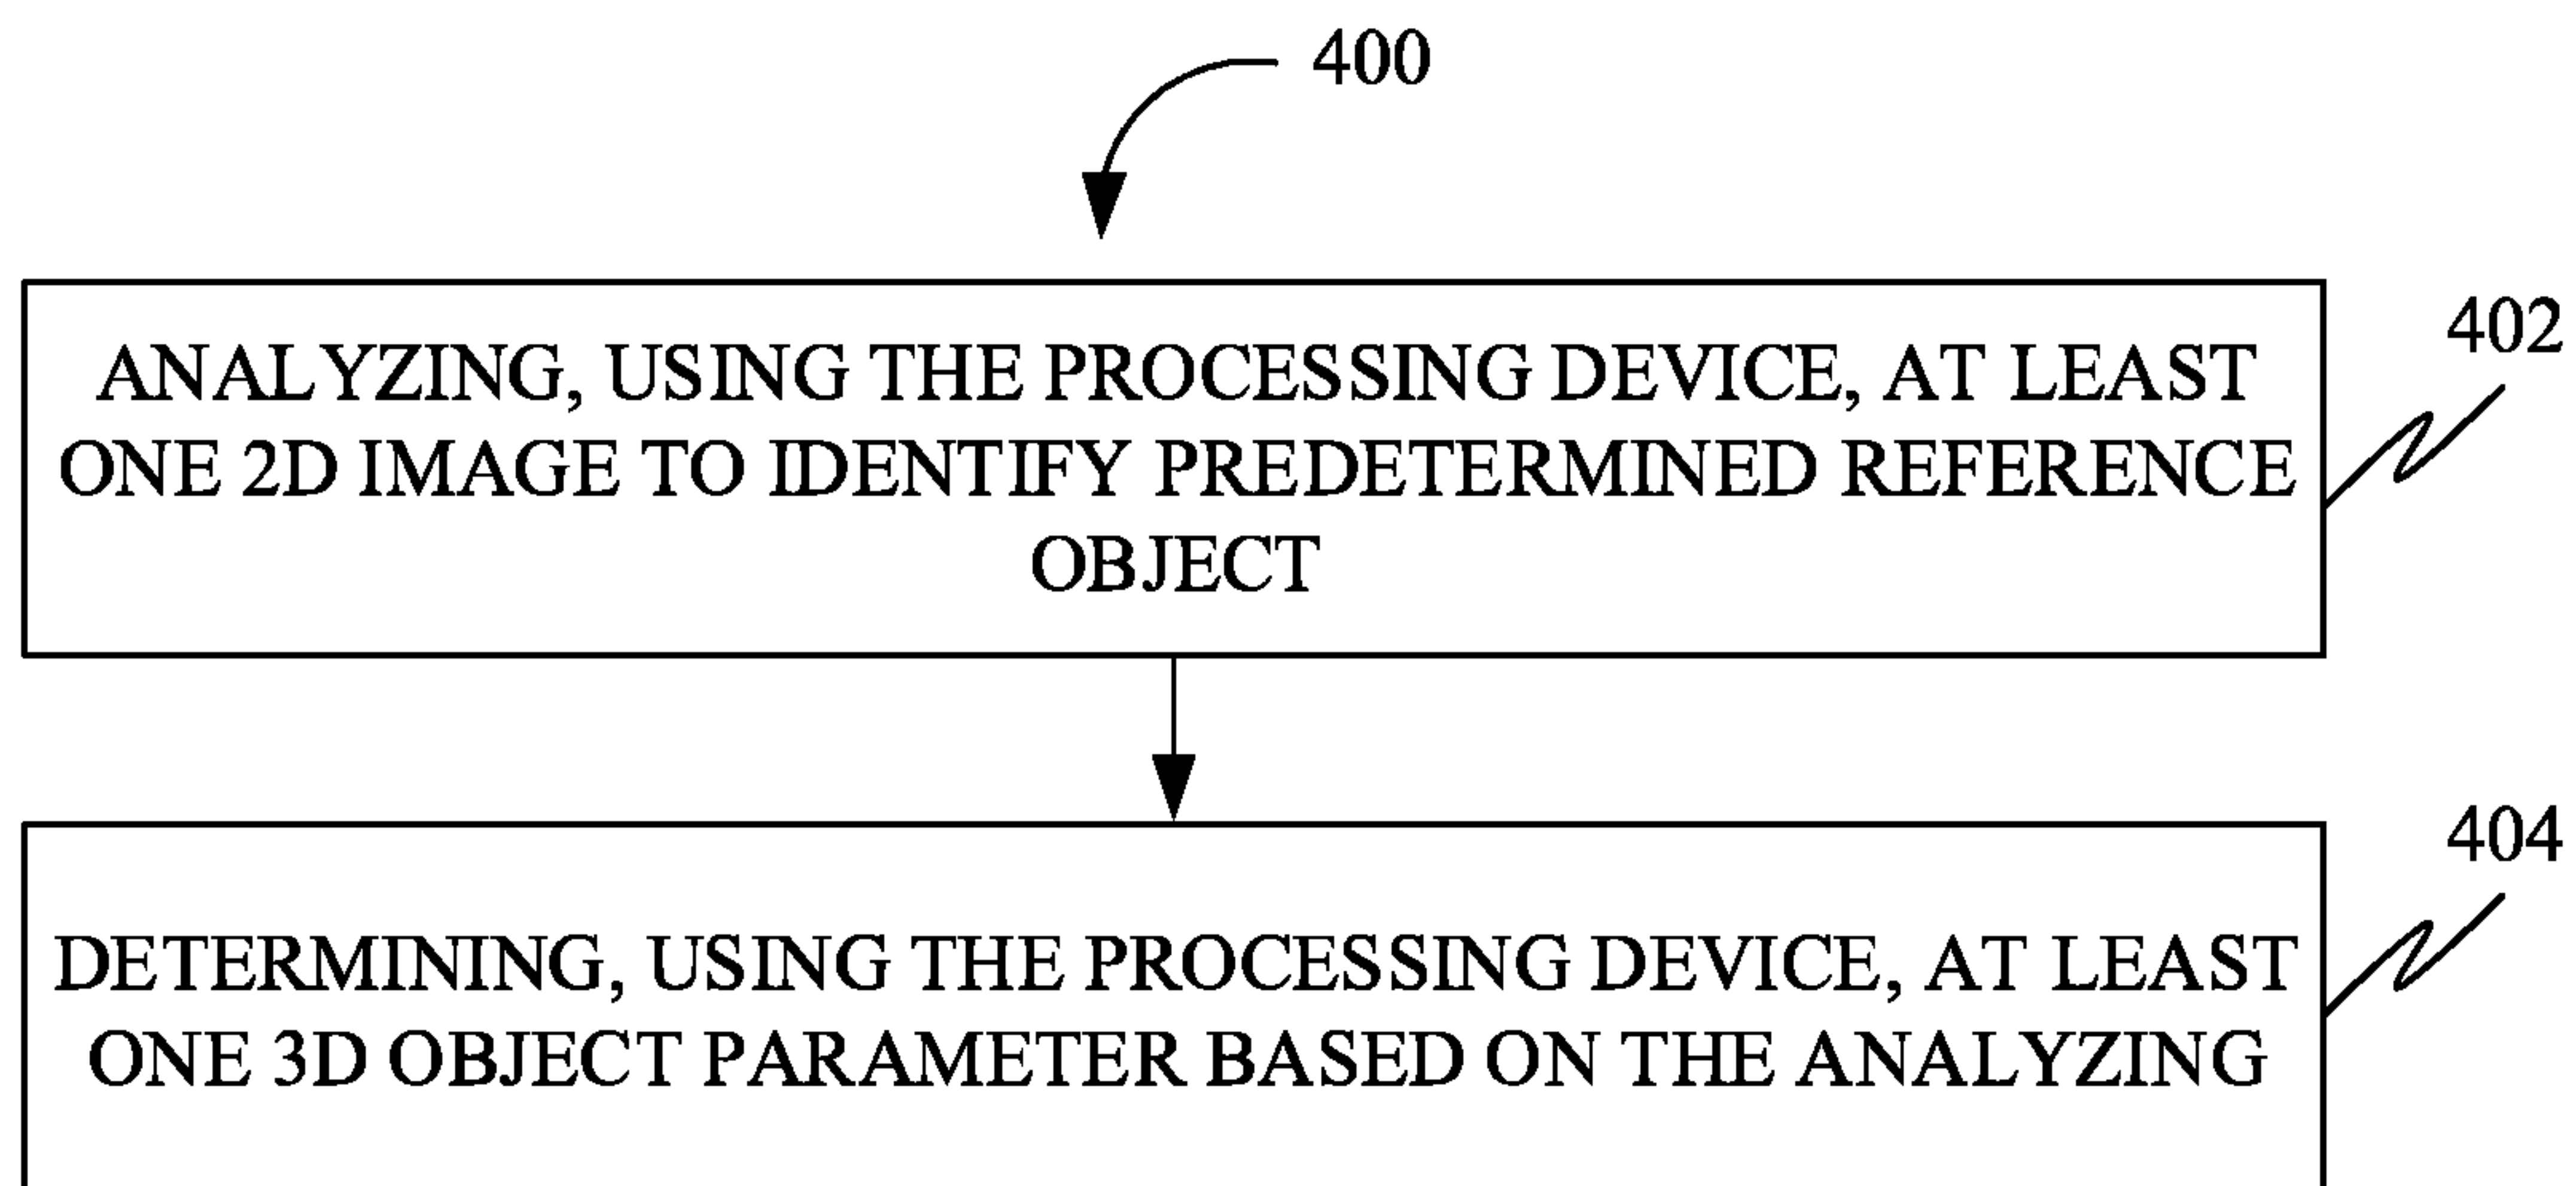 400
402
ANALYZING, USING THE PROCESSING DEVICE, AT LEAST
ONE 2D IMAGE TO IDENTIFY PREDETERMINED REFERENCE
OBJECT
404
DETERMINING, USING THE PROCESSING DEVICE, AT LEAST
ONE 3D OBJECT PARAMETER BASED ON THE ANALYZING